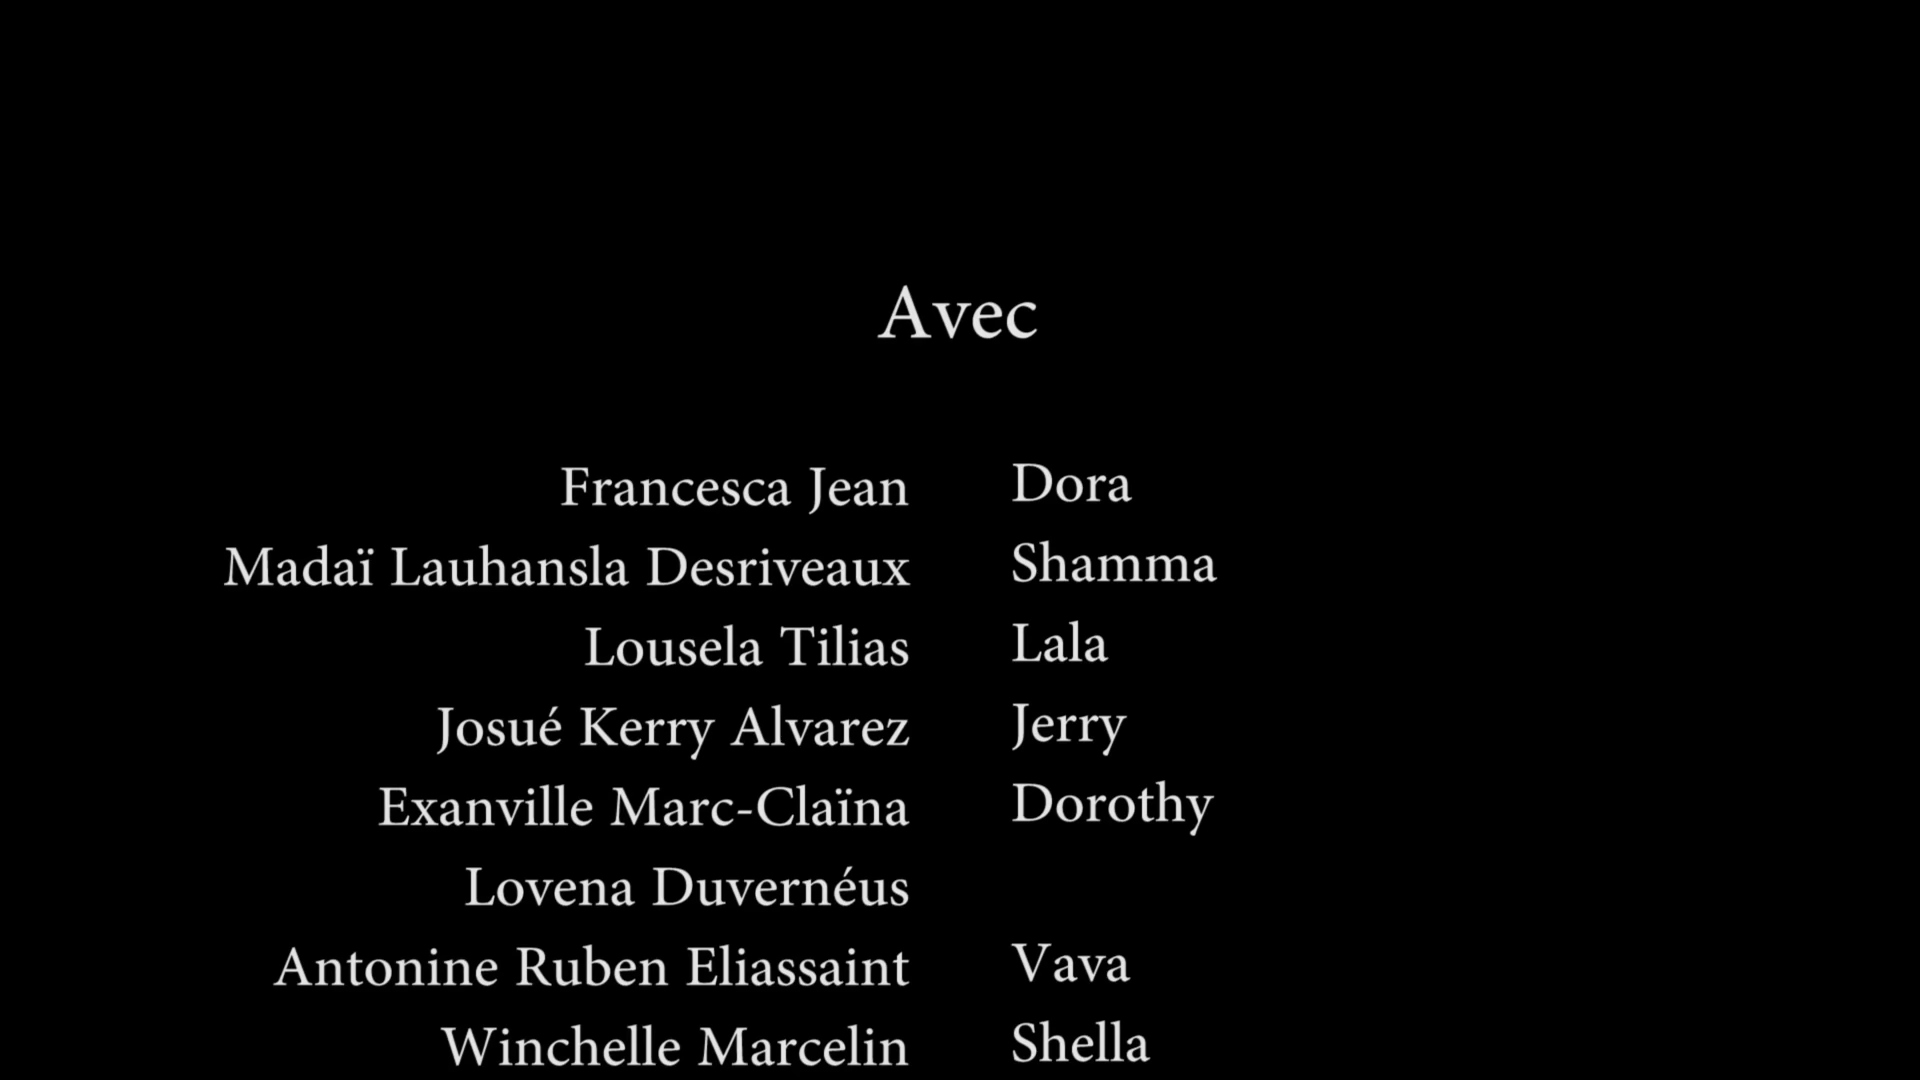 Avec
Francesca Jean Dora
Madaï Lauhansla Desriveaux Shamma
Lousela Tilias Lala
Josué Kerry Alvarez Jerry
Exanville Marc-Claïna Dorothy
Lovena Duvernéus
Antonine Ruben Eliassaint Vava
Winchelle Marcelin Shella